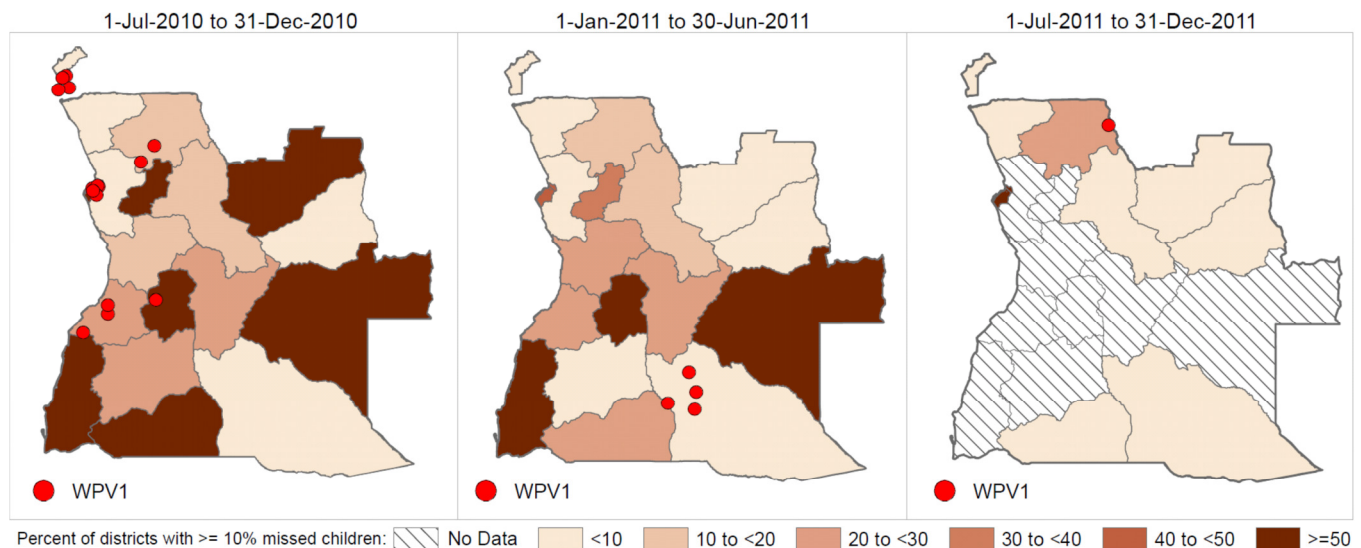 1-Jul-2010 to 31-Dec-2010
1-Jan-2011 to 30-Jun-2011
1-Jul-2011 to 31-Dec-2011
WPV1
WPV1
WPV1
Percent of districts with >= 10% missed children: No Data <10 10 to <20 20 to <30 30 to <40 40 to <50 >=50